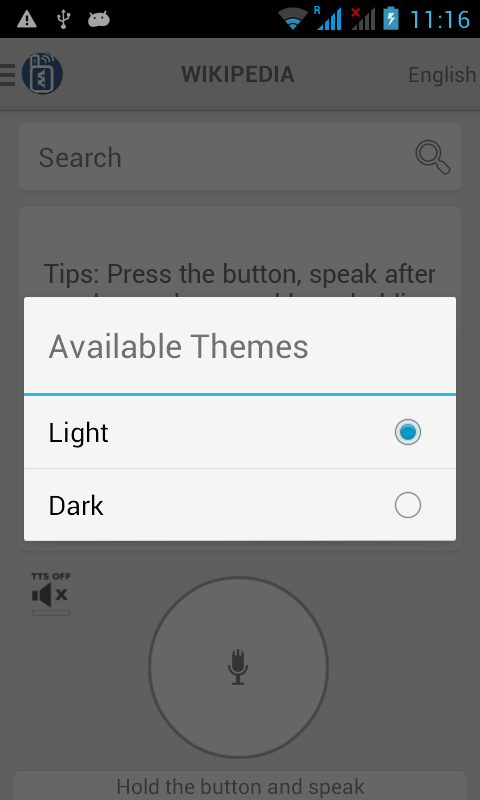 R
11:16
WIKIPEDIA
English
Search
Tips: Press the button, speak after
Available Themes
Light
Dark
TTS OFF
Hold the button and speak